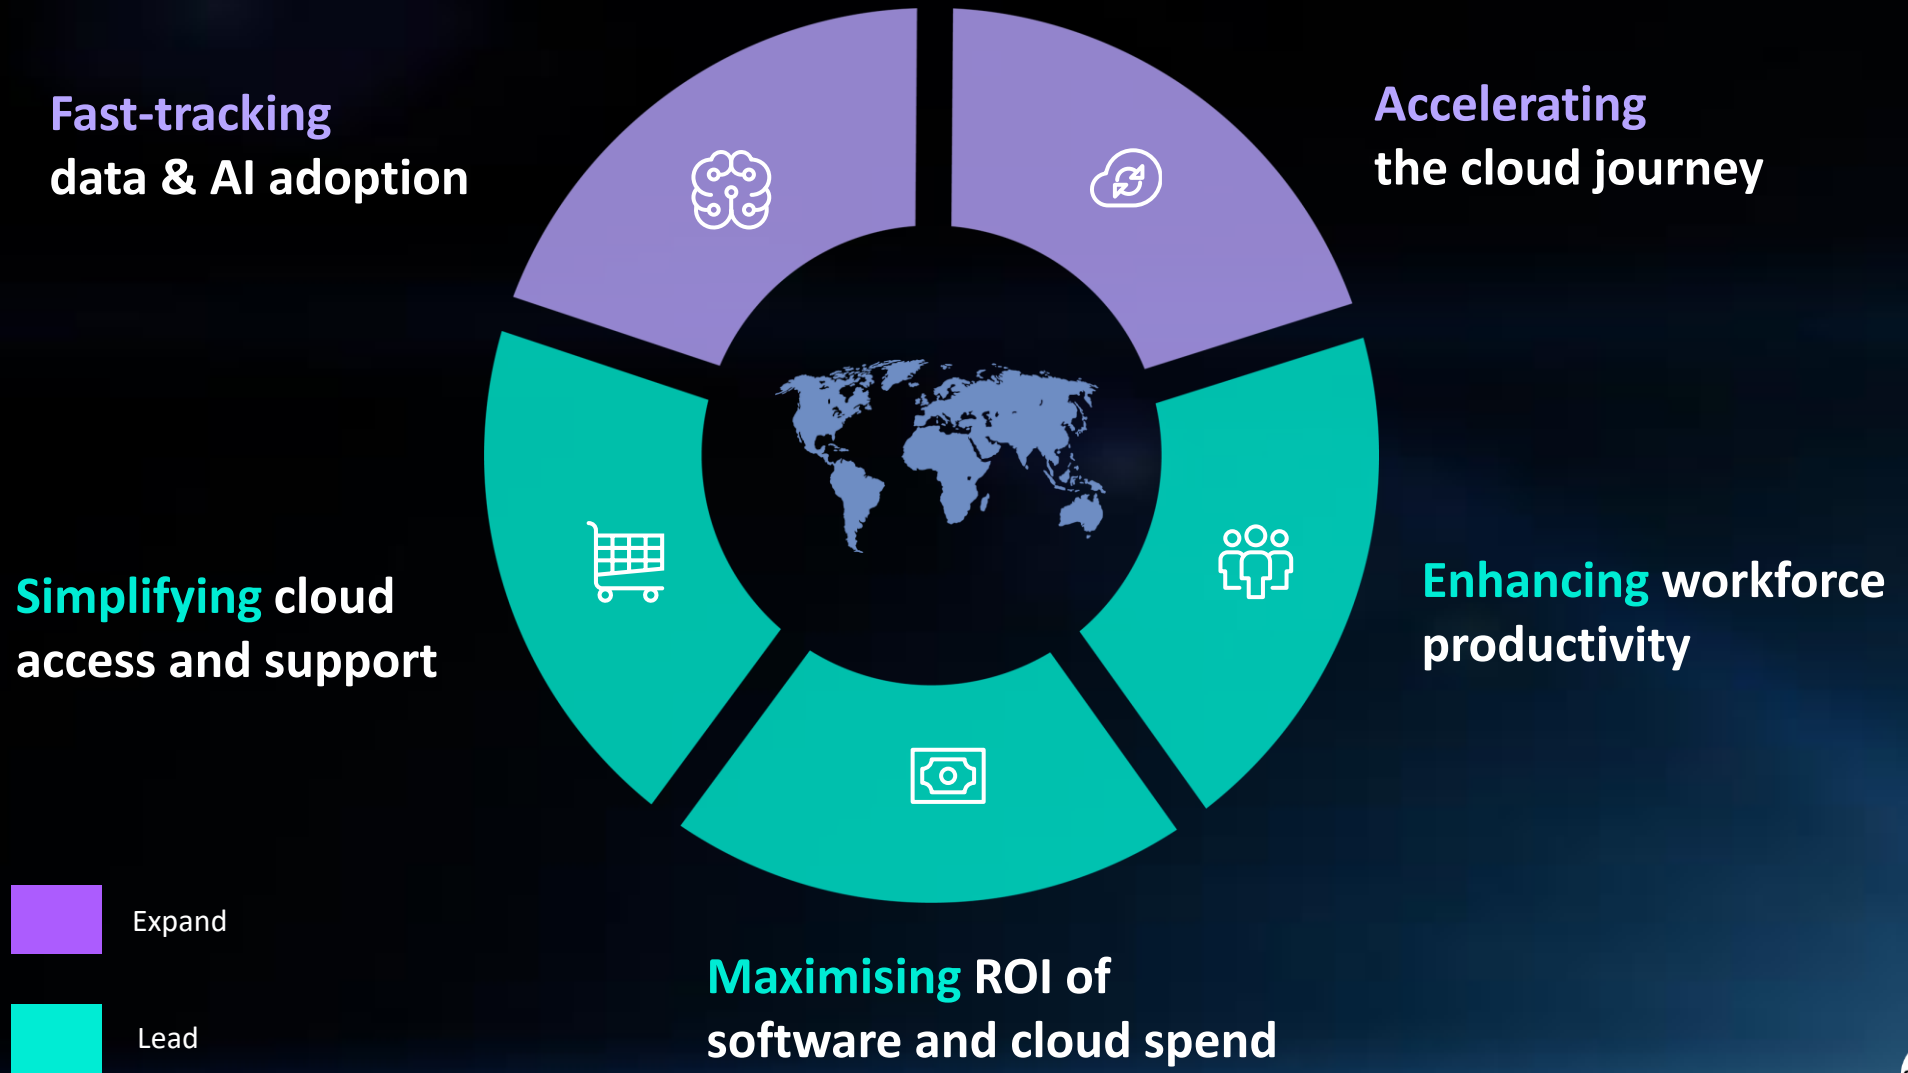 Fast-tracking
data & AI adoption
Accelerating
the cloud journey
Simplifying cloud
access and support
Enhancing workforce
productivity
Expand
Lead
Maximising ROI of
software and cloud spend